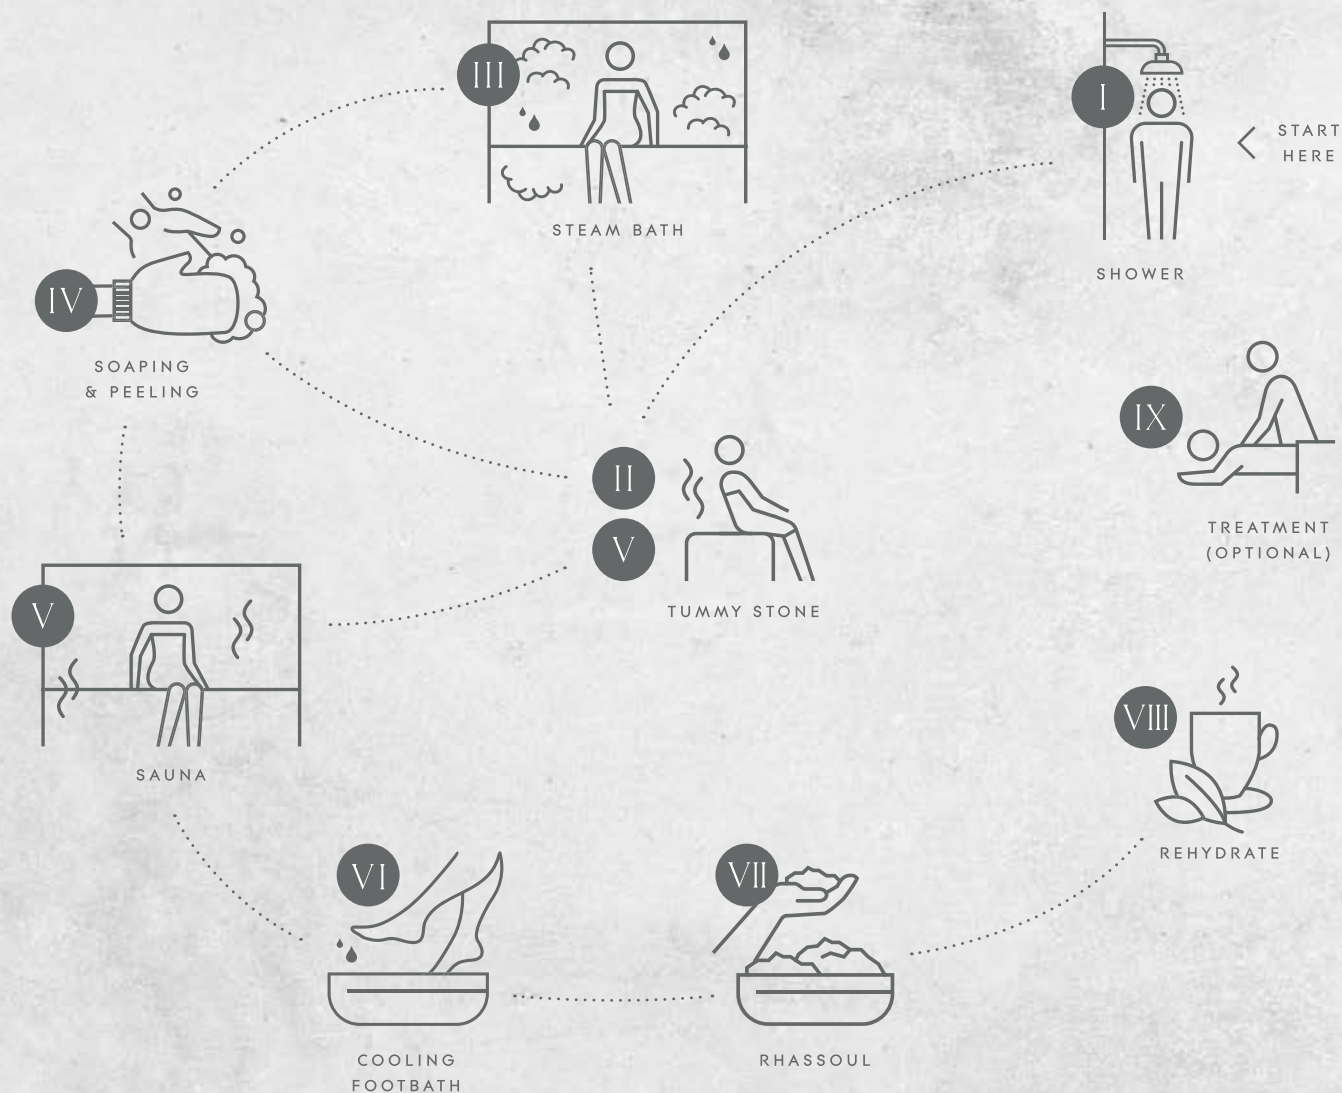 I
START
HERE
SHOWER
II
V
TUMMY STONE
III
STEAM BATH
IV
SOAPING
& PEELING
V
SAUNA
VI
COOLING
FOOTBATH
VII
RHASSOUL
VIII
REHYDRATE
IX
TREATMENT
(OPTIONAL)